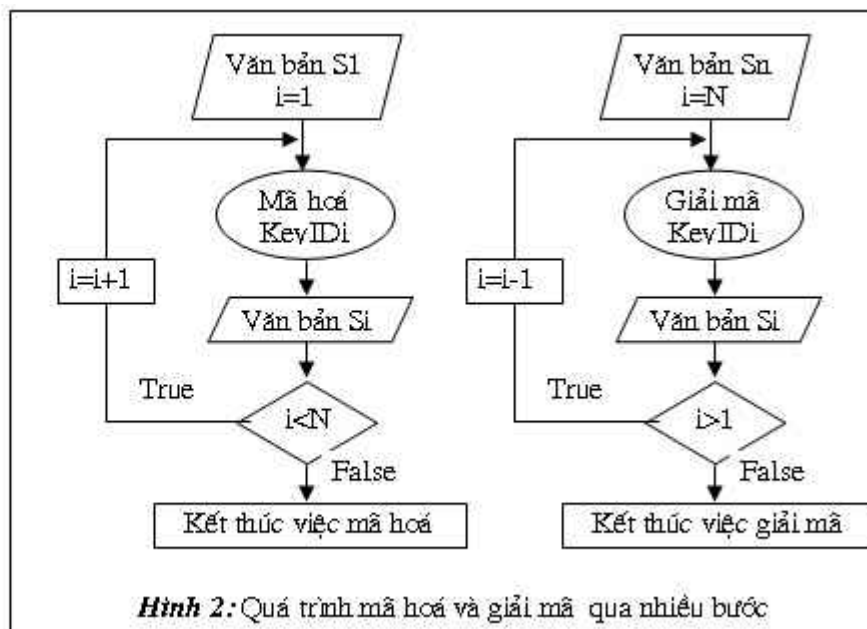 Văn bản S1
i=1
Mã hoá
KeyIDi
i=i+1
Văn bản Si
True
i<N
False
Kết thúc việc mã hoá
Văn bản Sn
i=N
Giải mã
KeyIDi
i=i-1
Văn bản Si
True
i>1
False
Kết thúc việc giải mã
Hình 2: Quá trình mã hoá và giải mã qua nhiều bước